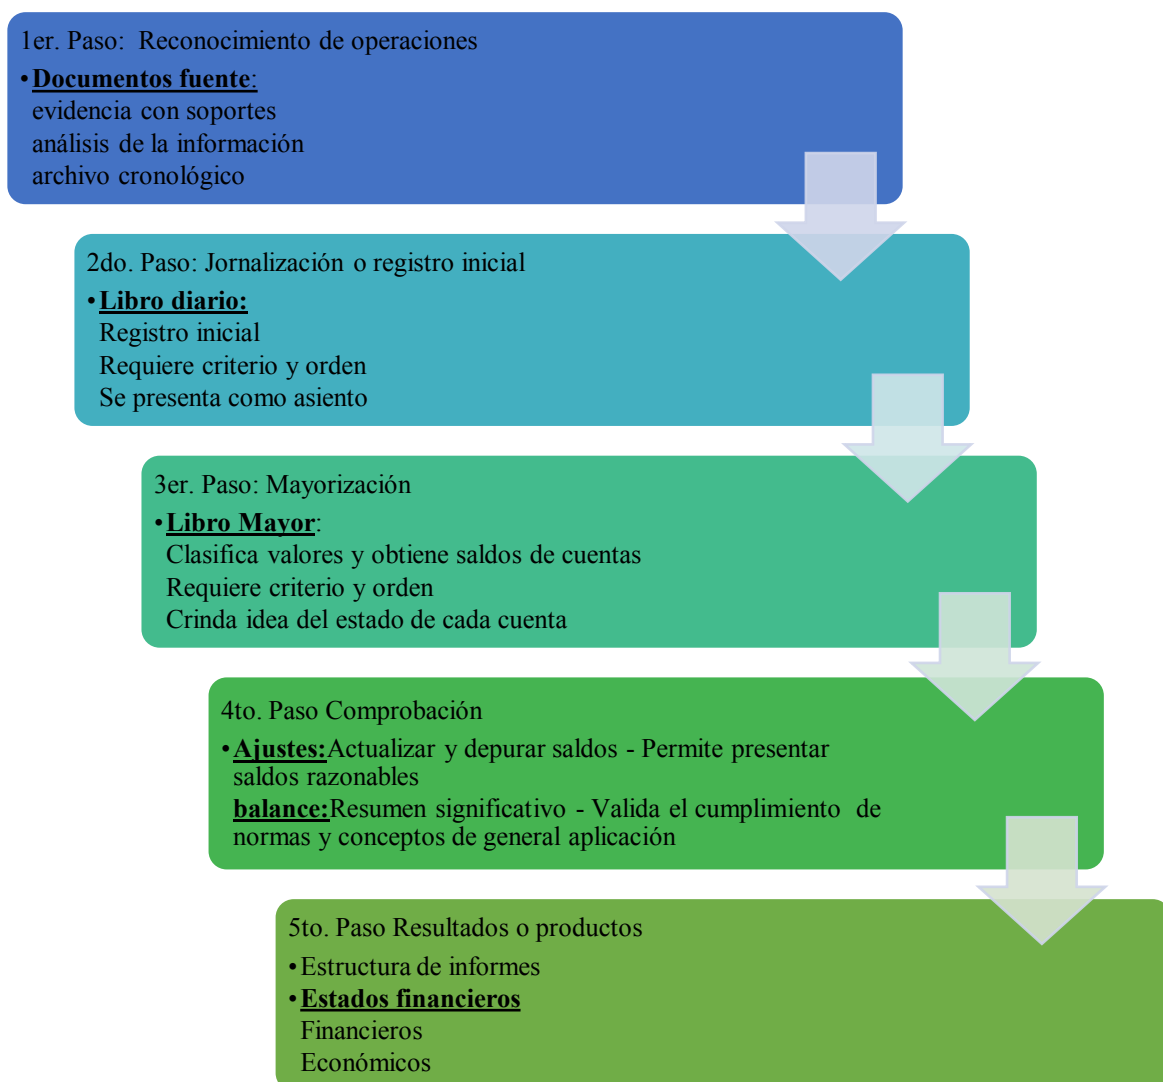 1er. Paso:  Reconocimiento de operaciones
•Documentos fuente:
evidencia con soportes
análisis de la información
archivo cronológico
2do. Paso: Jornalización o registro inicial
•Libro diario:
Registro inicial
Requiere criterio y orden
Se presenta como asiento
3er. Paso: Mayorización
•Libro Mayor:
Clasifica valores y obtiene saldos de cuentas
Requiere criterio y orden
Crinda idea del estado de cada cuenta
4to. Paso Comprobación
•Ajustes:Actualizar y depurar saldos - Permite presentar
saldos razonables
balance:Resumen significativo - Valida el cumplimiento  de
normas y conceptos de general aplicación
5to. Paso Resultados o productos
•Estructura de informes
•Estados financieros
Financieros
Económicos